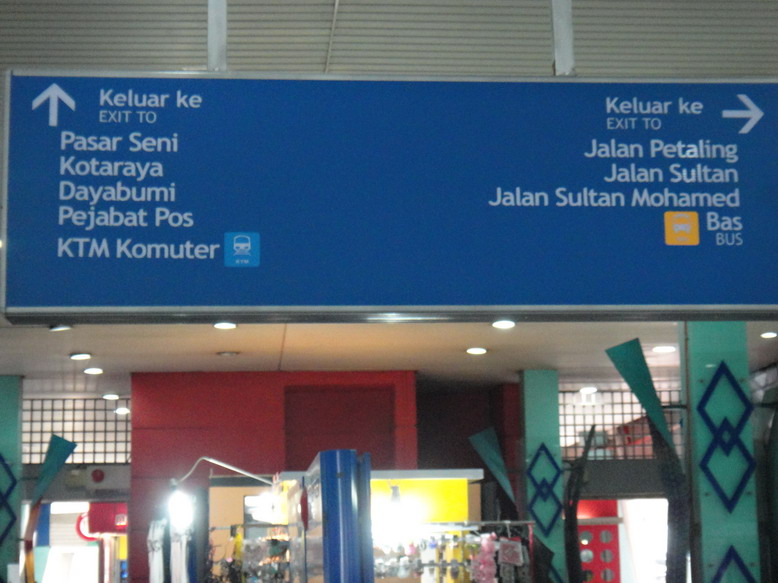 Keluar ke
EXIT TO
Pasar Seni
Kotaraya
Dayabumi
Pejabat Pos
KTM Komuter
KTM
Keluar ke
EXIT TO
Jalan Petaling
Jalan Sultan
Jalan Sultan Mohamed
Bas
BUS